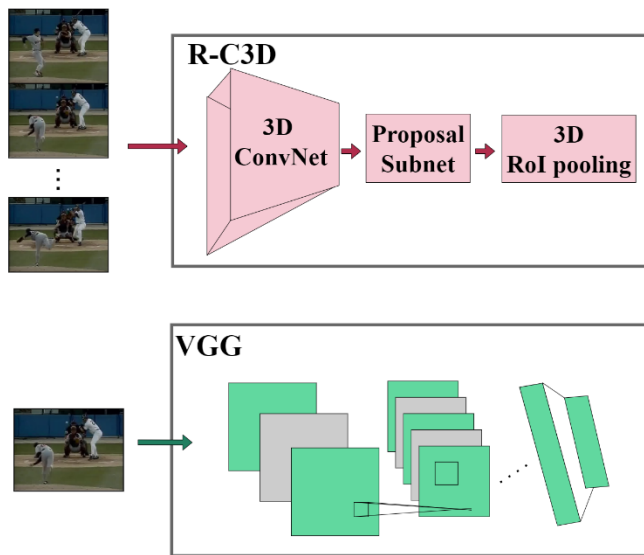 R-C3D
3D
ConvNet
Proposal
Subnet
3D
RoI pooling
VGG